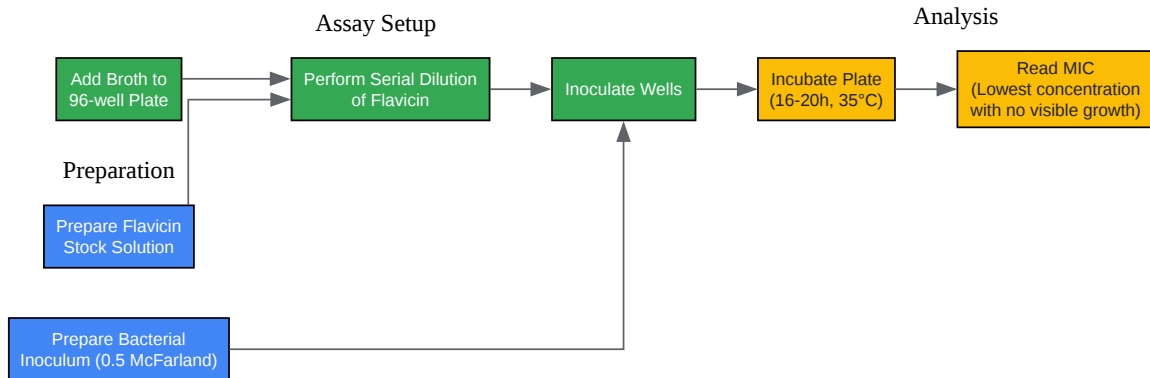 Assay Setup
Analysis
Add Broth to
96-well Plate
Perform Serial Dilution
of Flavicin
Inoculate Wells
Incubate Plate
(16-20h, 35°C)
Read MIC
(Lowest concentration
with no visible growth)
Preparation
Prepare Flavicin
Stock Solution
Prepare Bacterial
Inoculum (0.5 McFarland)